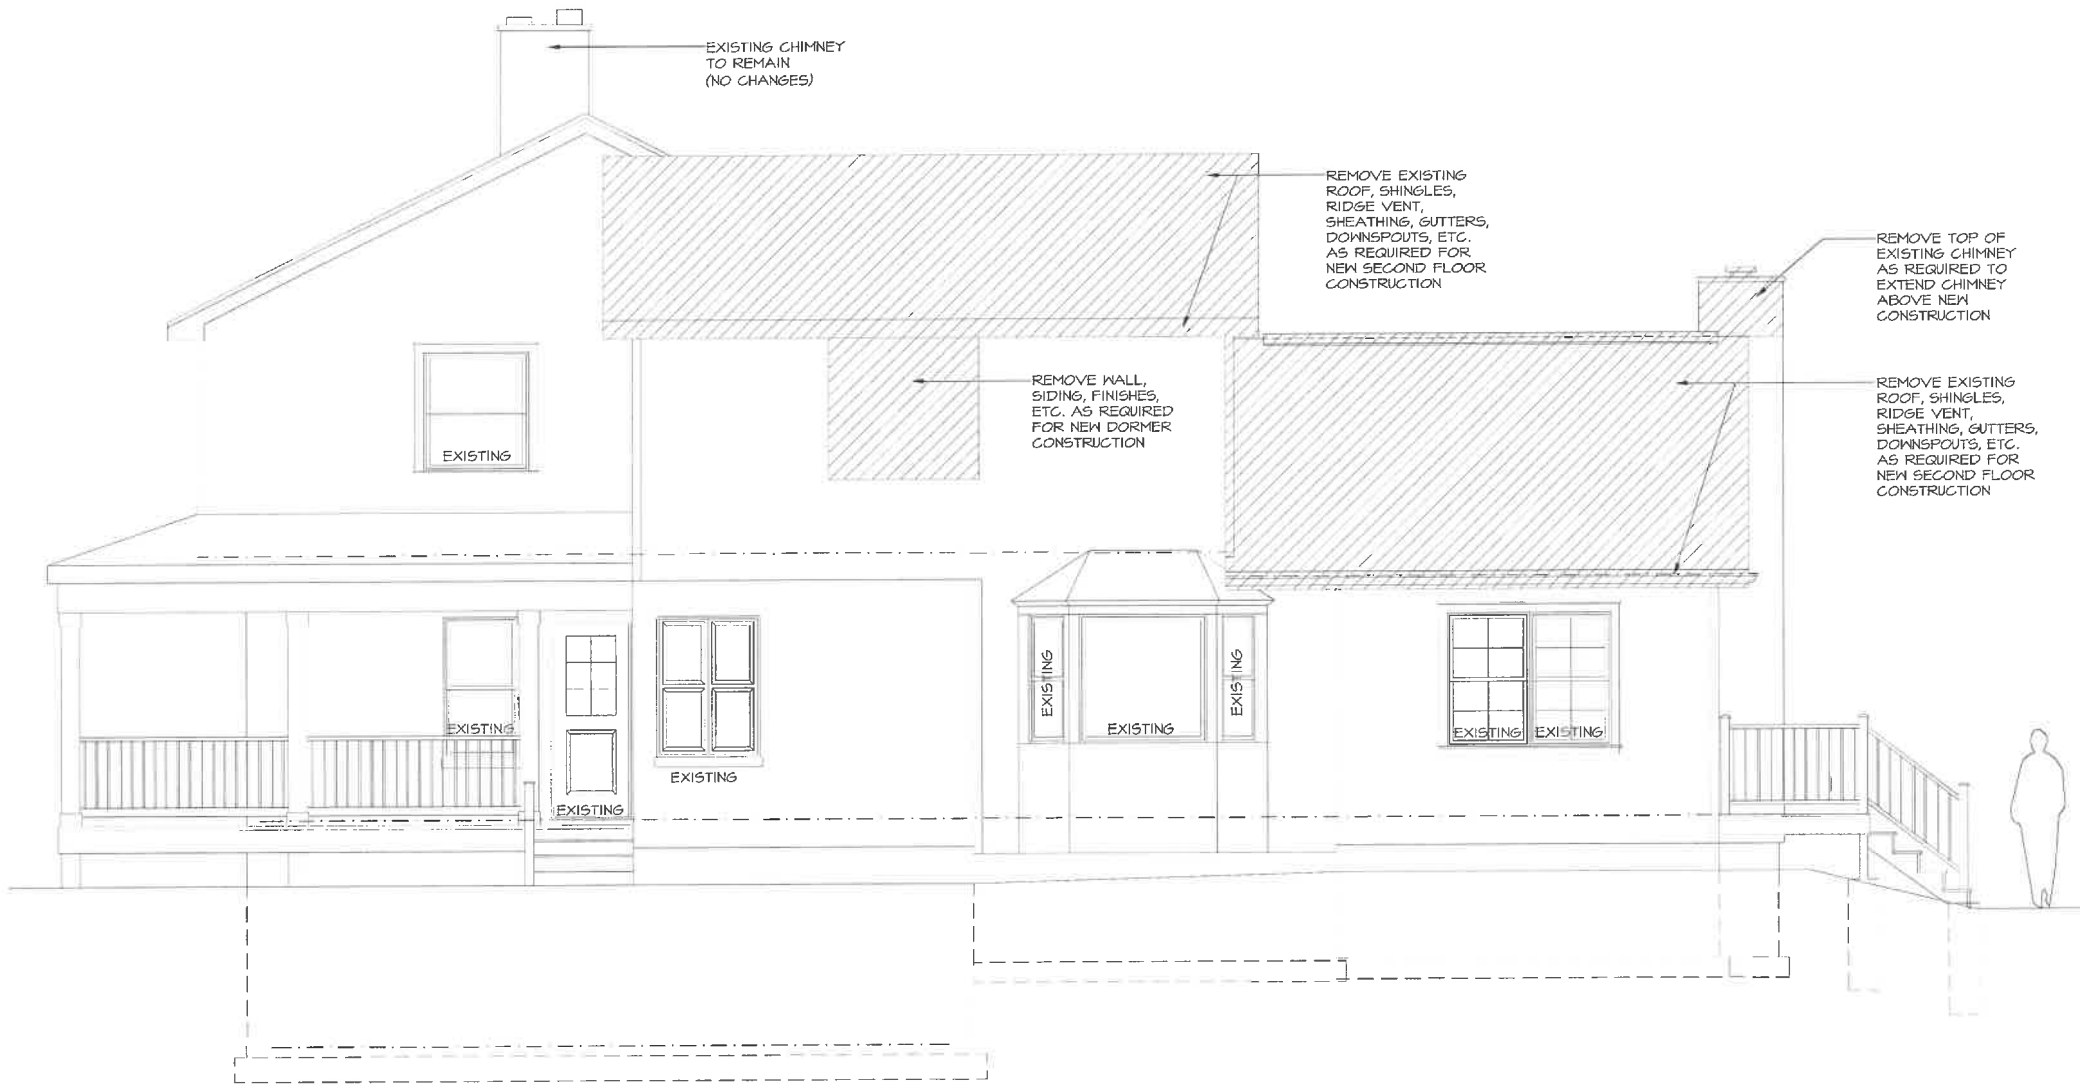 EXISTING CHIMNEY
TO REMAIN
(NO CHANGES)
REMOVE EXISTING
ROOF, SHINGLES,
RIDGE VENT,
SHEATHING, GUTTERS,
DOWNSPOUTS, ETC.
AS REQUIRED FOR
NEW SECOND FLOOR
CONSTRUCTION
REMOVE TOP OF
EXISTING CHIMNEY
AS REQUIRED TO
EXTEND CHIMNEY
ABOVE NEW
CONSTRUCTION
REMOVE WALL,
SIDING, FINISHES,
ETC. AS REQUIRED
FOR NEW DORMER
CONSTRUCTION
REMOVE EXISTING
ROOF, SHINGLES,
RIDGE VENT,
SHEATHING, GUTTERS,
DOWNSPOUTS, ETC.
AS REQUIRED FOR
NEW SECOND FLOOR
CONSTRUCTION
EXISTING
EXISTING
EXISTING
EXISTING
EXISTING
EXISTING
EXISTING
EXISTING
EXISTING